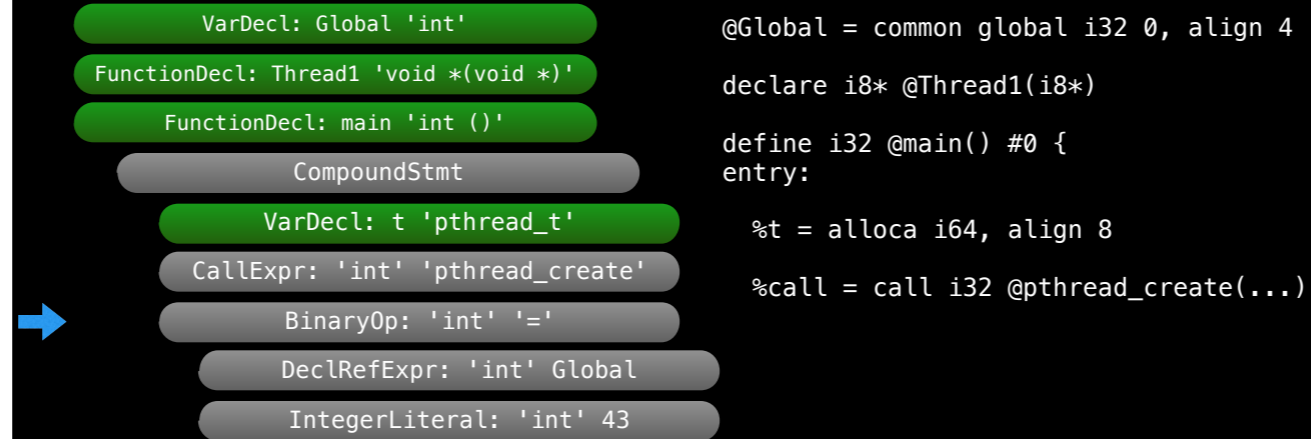 VarDecl: Global 'int'
FunctionDecl: Thread1 'void *(void *)'
FunctionDecl: main 'int ()'
CompoundStmt
VarDecl: t 'pthread_t'
CallExpr: 'int' 'pthread_create'
BinaryOp: 'int' '='
DeclRefExpr: 'int' Global
IntegerLiteral: 'int' 43
@Global = common global i32 0, align 4
declare i8* @Thread1(i8*)
define i32 @main() #0 {
entry:
%t = alloca i64, align 8
%call = call i32 @pthread_create(...)